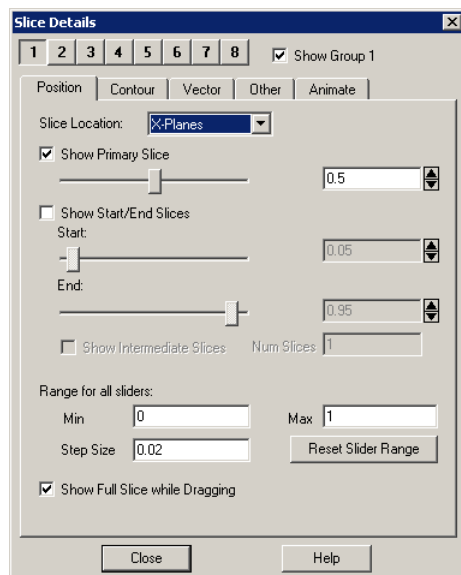 Slice Details
1 2 3 4 5 6 7 8 Show Group 1
Position Contour Vector Other Animate
Slice Location: X-Planes
Show Primary Slice
0.5
Show Start/End Slices
Start:
0.05
End:
0.95
Show Intermediate Slices Num Slices 1
Range for all sliders:
Min 0 Max 1
Step Size 0.02 Reset Slider Range
Show Full Slice while Dragging
Close Help